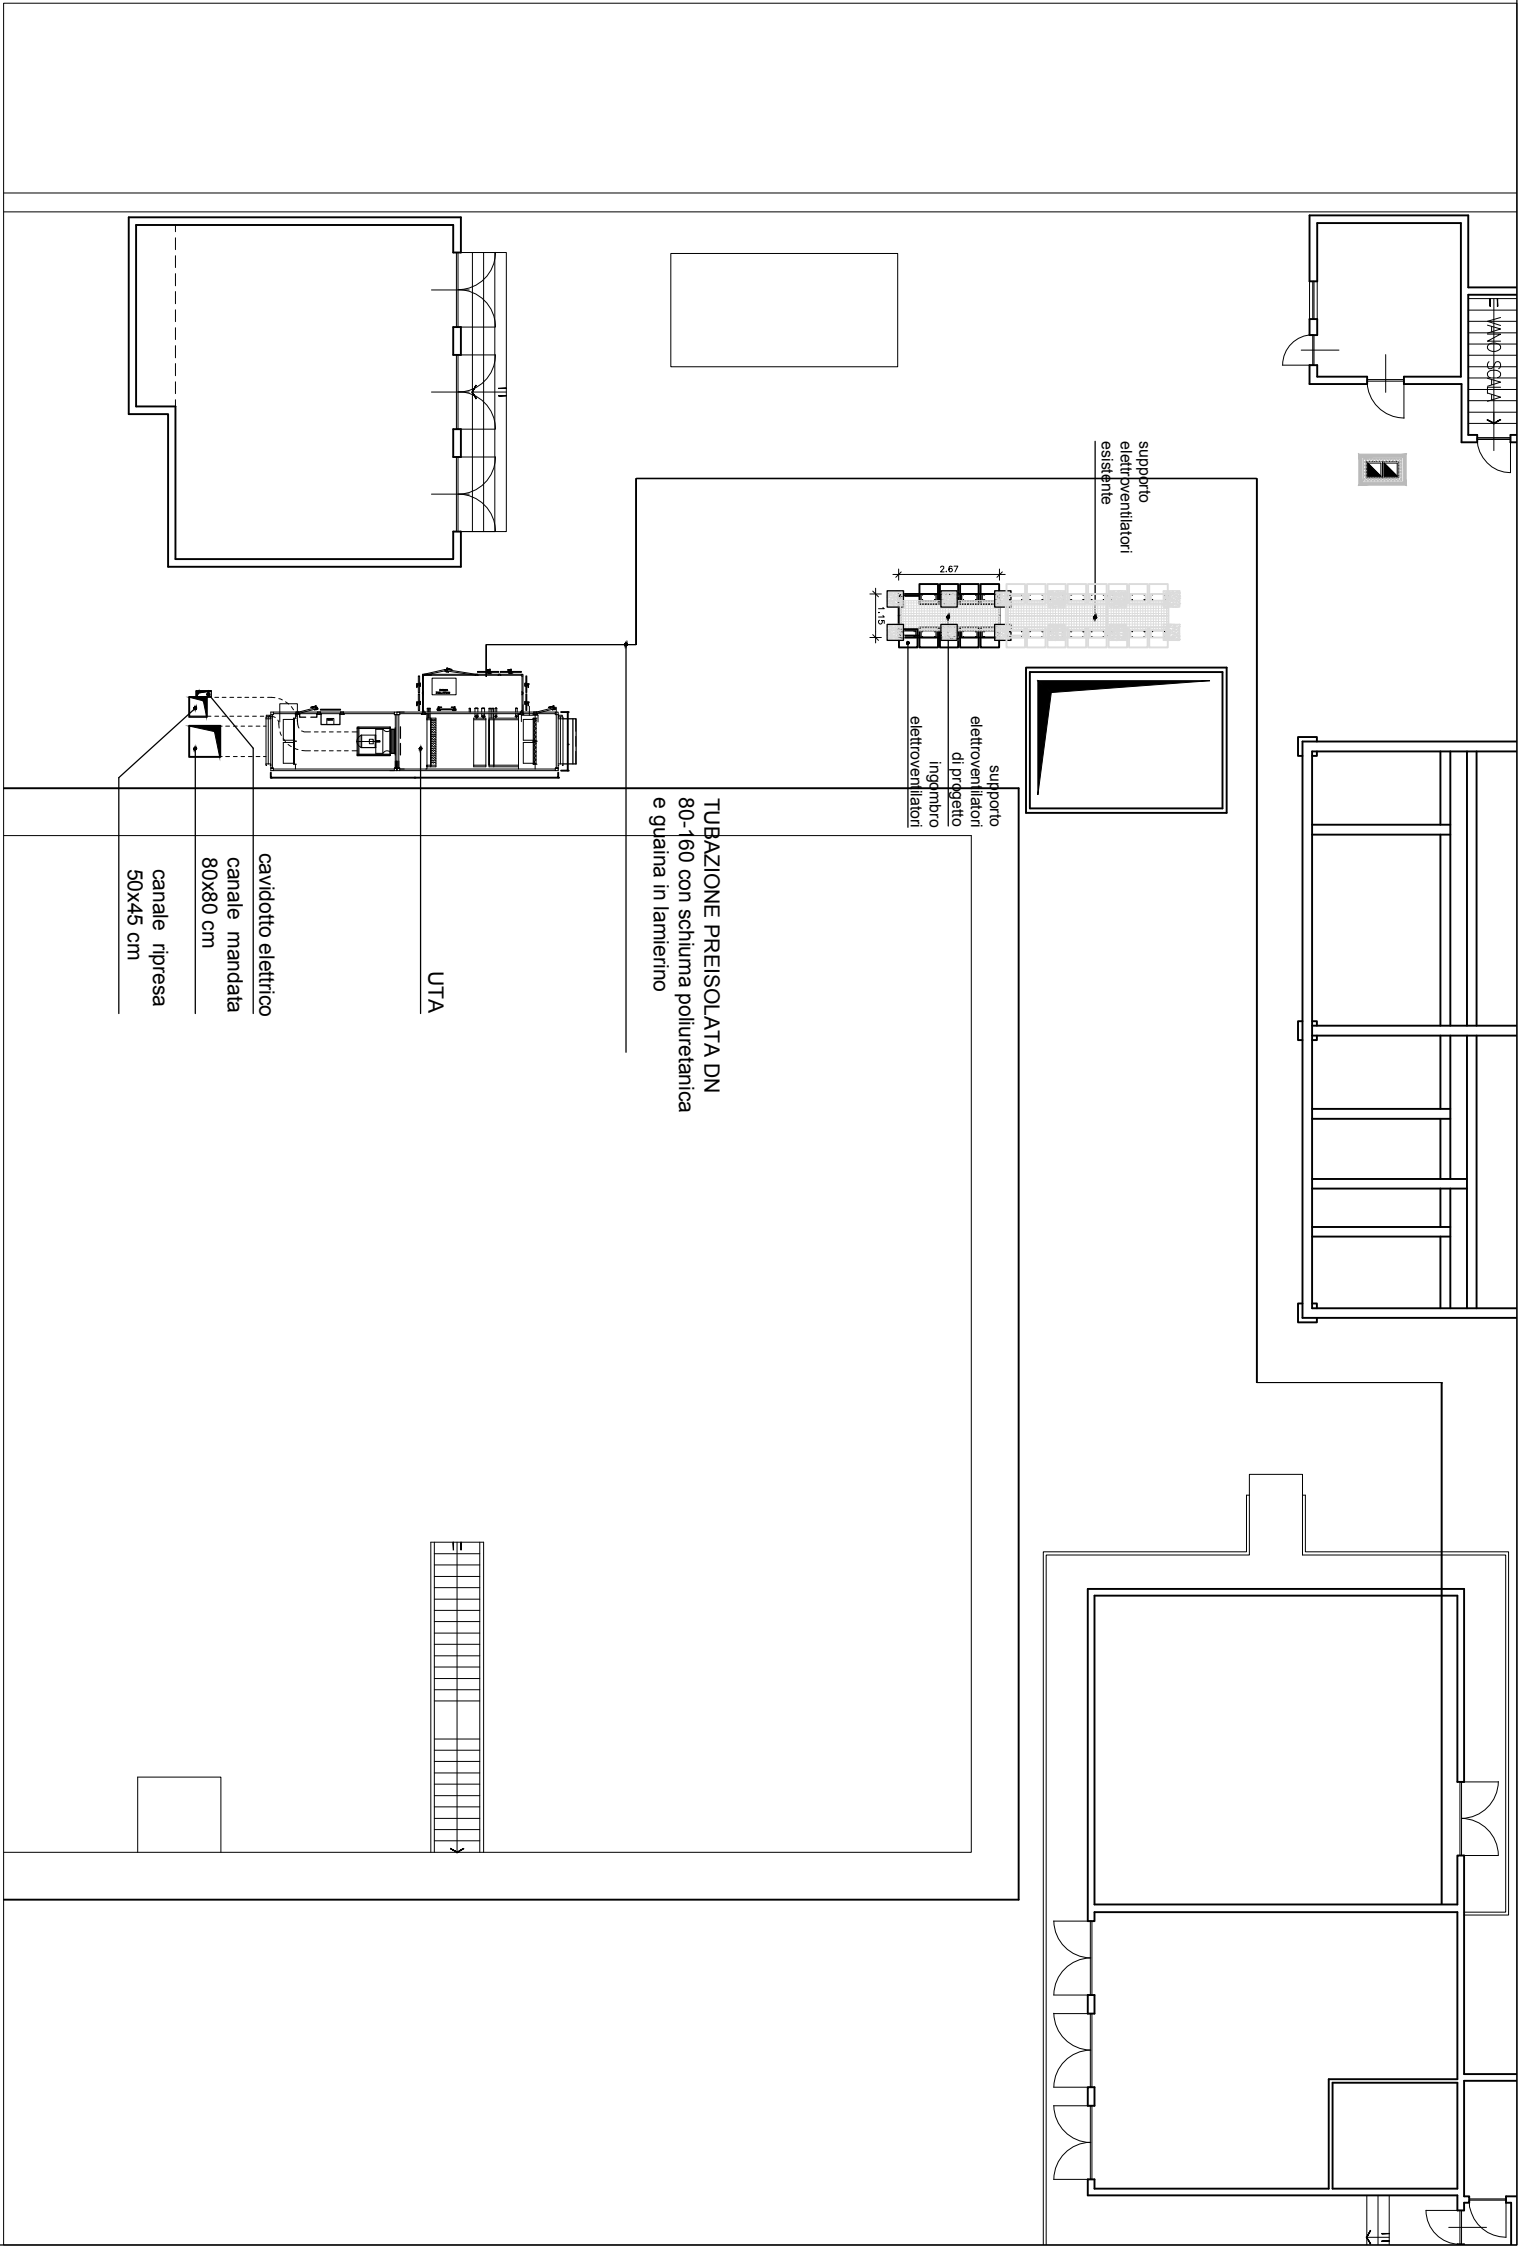 VANO SCALA
supporto
elettroventilatori
esistente
2.67
1.15
supporto
elettroventilatori
di progetto
ingombro
elettroventilatori
TUBAZIONE PREISOLATA DN
80-160 con schiuma poliuretanica
e guaina in lamierino
UTA
cavidotto elettrico
canale mandata
80x80 cm
canale ripresa
50x45 cm